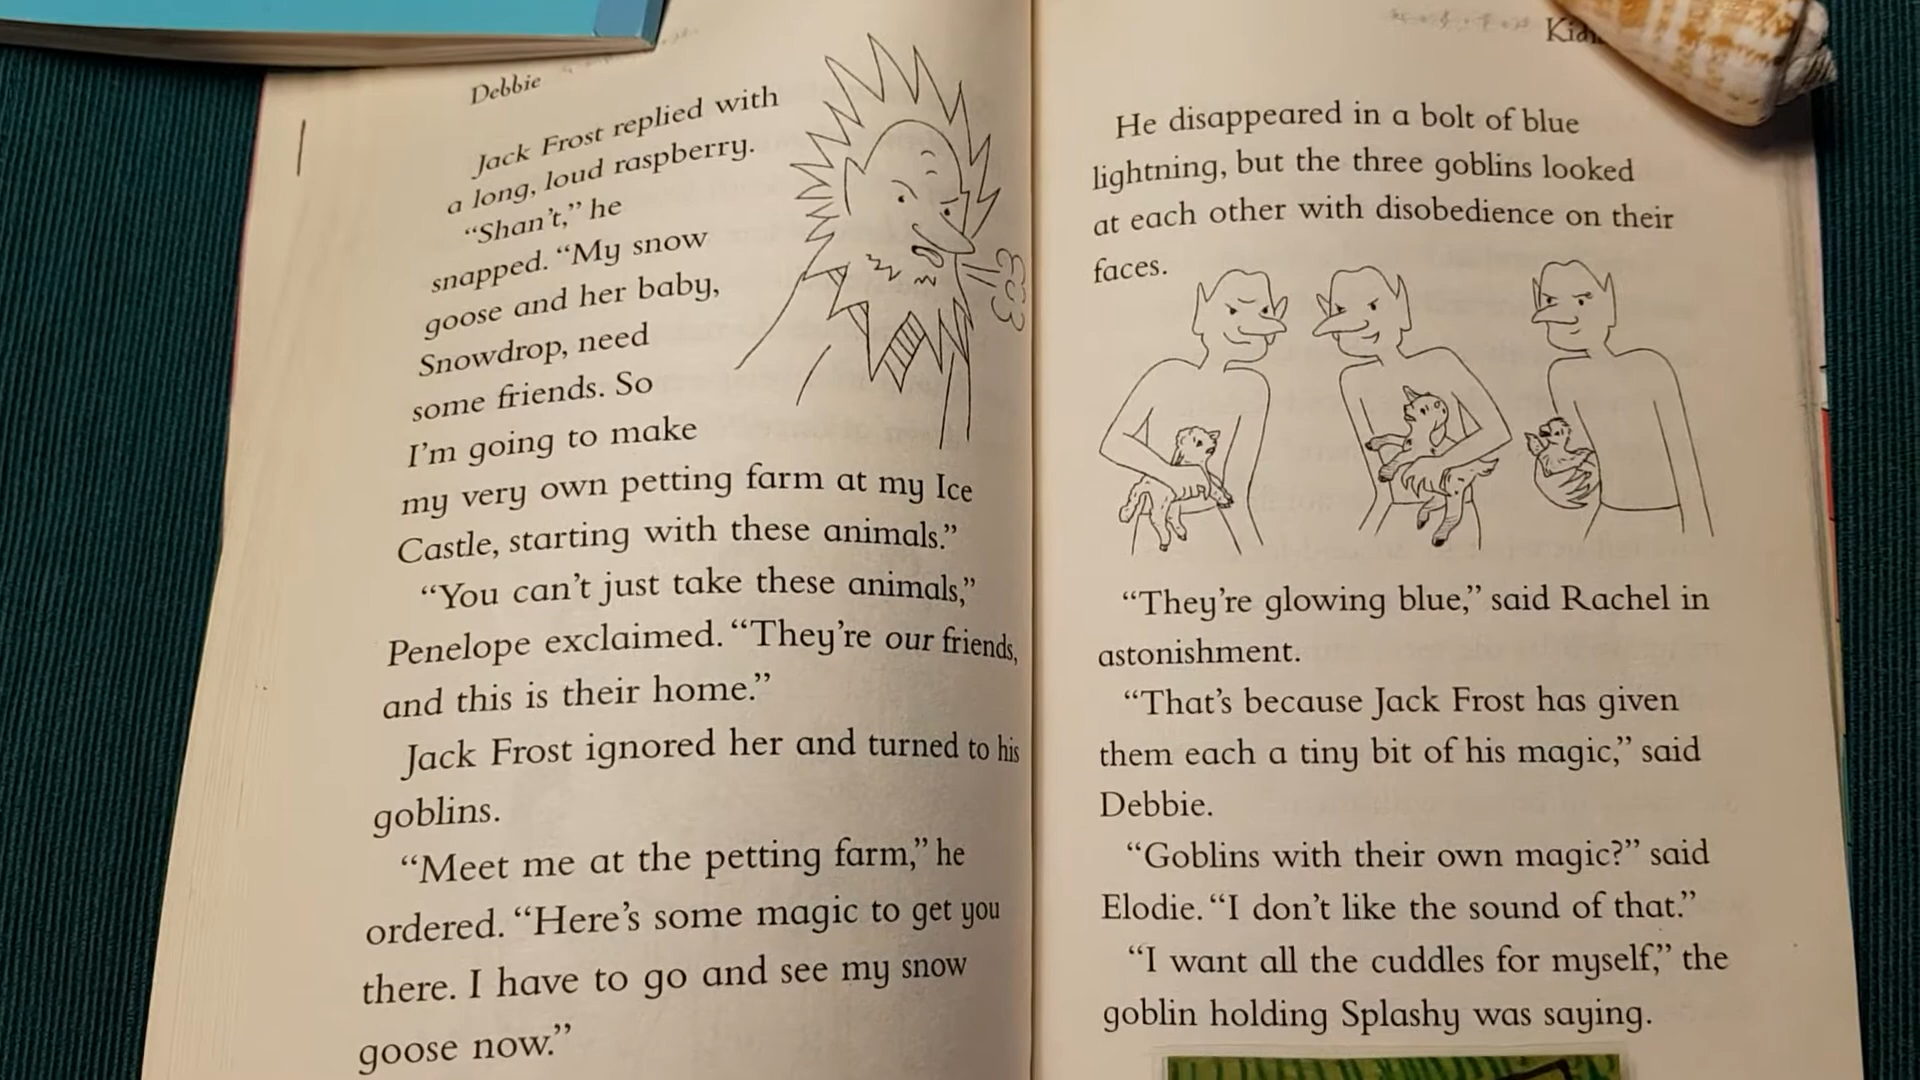 Debbie
Jack Frost replied with
a long, loud raspberry.
“Shan’t,” he
snapped. “My snow
goose and her baby,
Snowdrop, need
some friends. So
I’m going to make
my very own petting farm at my Ice
Castle, starting with these animals.”
“You can’t just take these animals,”
Penelope exclaimed. “They’re our friends,
and this is their home.”
Jack Frost ignored her and turned to his
goblins.
“Meet me at the petting farm,” he
ordered. “Here’s some magic to get you
there. I have to go and see my snow
goose now.”
He disappeared in a bolt of blue
lightning, but the three goblins looked
at each other with disobedience on their
faces.
“They’re glowing blue,” said Rachel in
astonishment.
“That’s because Jack Frost has given
them each a tiny bit of his magic,” said
Debbie.
“Goblins with their own magic?” said
Elodie. “I don’t like the sound of that.”
“I want all the cuddles for myself,” the
goblin holding Splashy was saying.